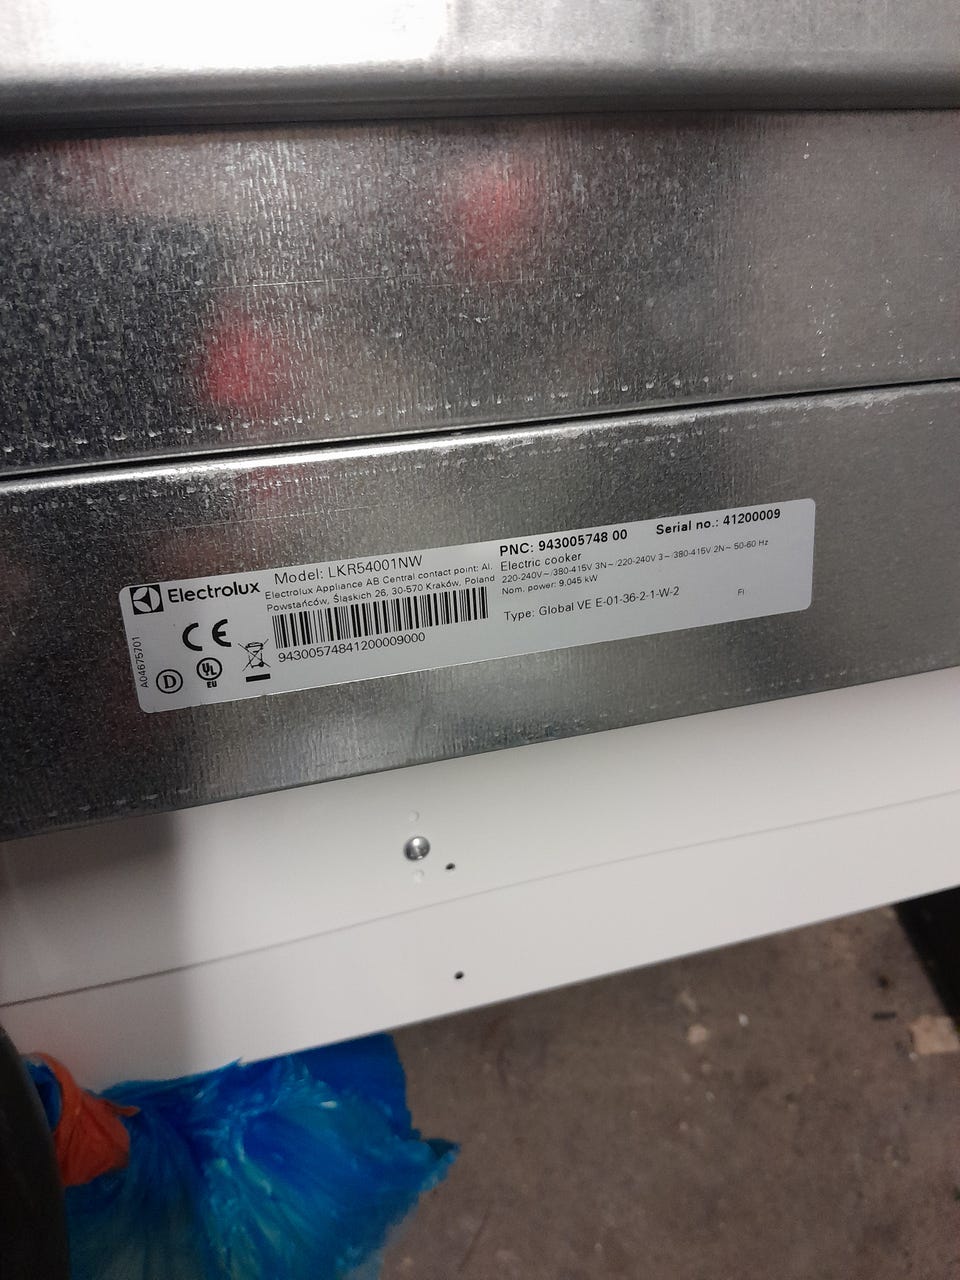 Electrolux
Model: LKR54001NW
Electrolux Appliance AB Central contact point: Al.
Powstańców, Śląskich 26, 30-570 Kraków, Poland
94300574841200009000
PNC: 943005748 00
Serial no.: 41200009
Electric cooker
220-240V~/380-415V 3N~/220-240V 3~/380-415V 2N~ 50-60 Hz
Nom. power: 9.045 kW
Type: Global VE E-01-36-2-1-W-2
FI
A04675701
CE
D
UL
EU